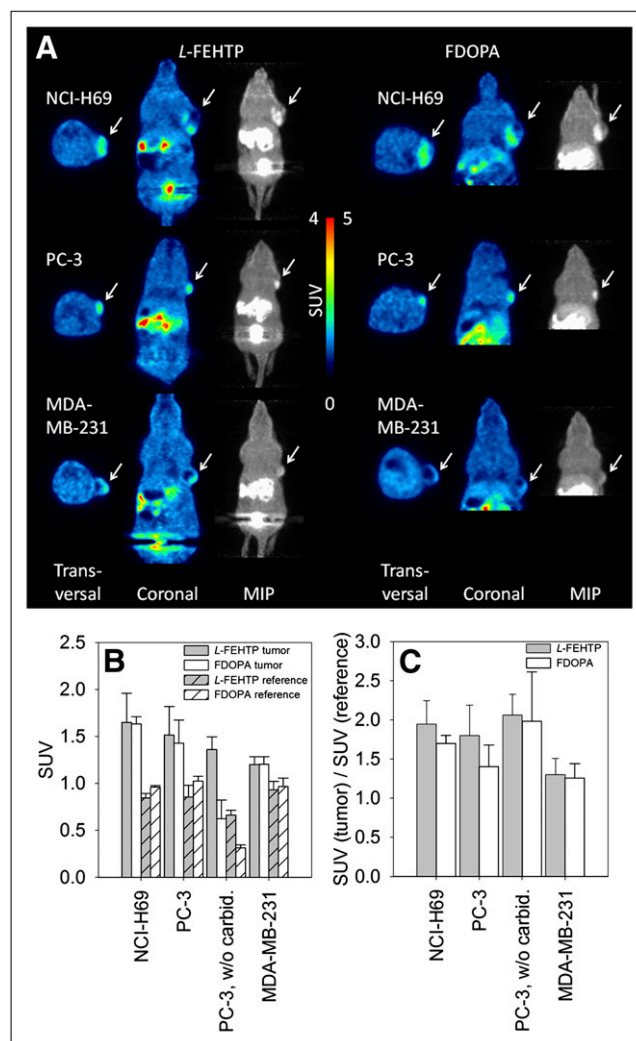 A
L-FEHTP
FDOPA
NCI-H69
NCI-H69
PC-3
PC-3
4 5
SUV
0
MDA-
MB-231
MDA-
MB-231
Trans-
versal
Coronal
MIP
Trans-
versal
Coronal
MIP
B
2.5
2.0
1.5
1.0
0.5
0.0
SUV
L-FEHTP tumor
FDOPA tumor
L-FEHTP reference
FDOPA reference
NCI-H69
PC-3
PC-3, w/o carbid.
MDA-MB-231
C
3.0
2.5
2.0
1.5
1.0
0.5
0.0
SUV (tumor) / SUV (reference)
L-FEHTP
FDOPA
NCI-H69
PC-3
PC-3, w/o carbid.
MDA-MB-231